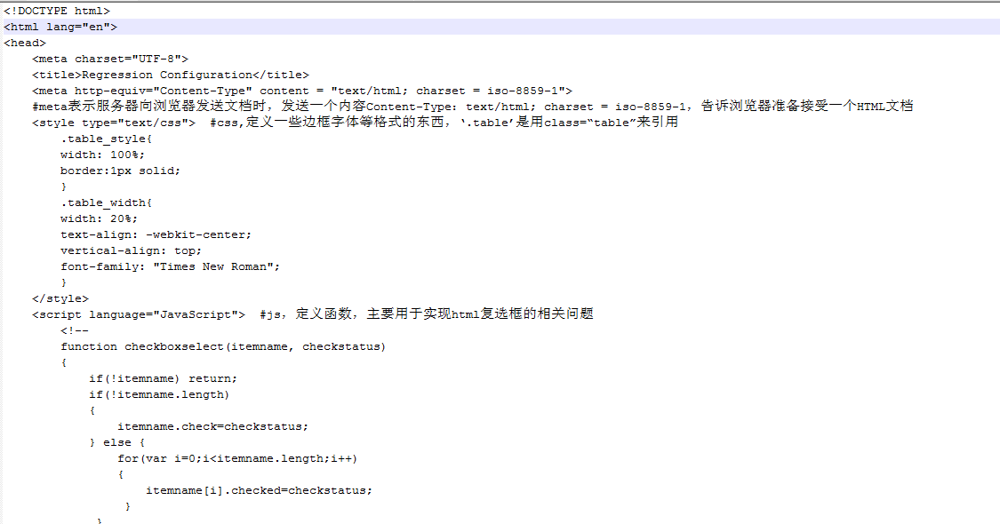 <!DOCTYPE html>
<html lang="en">
<head>
    <meta charset="UTF-8">
    <title>Regression Configuration</title>
    <meta http-equiv="Content-Type" content = "text/html; charset = iso-8859-1">
    #meta表示服务器向浏览器发送文档时，发送一个内容Content-Type: text/html; charset = iso-8859-1，告诉浏览器准备接受一个HTML文档
    <style type="text/css">  #css,定义一些边框字体等格式的东西，‘.table’是用class=“table”来引用
        .table_style{
        width: 100%;
        border:1px solid;
        }
        .table_width{
        width: 20%;
        text-align: -webkit-center;
        vertical-align: top;
        font-family: "Times New Roman";
        }
    </style>
    <script language="JavaScript">  #js，定义函数，主要用于实现html复选框的相关问题
        <!--
        function checkboxselect(itemname, checkstatus)
        {
            if(!itemname) return;
            if(!itemname.length)
            {
                itemname.check=checkstatus;
            } else {
                for(var i=0;i<itemname.length;i++)
                {
                    itemname[i].checked=checkstatus;
                 }
             }